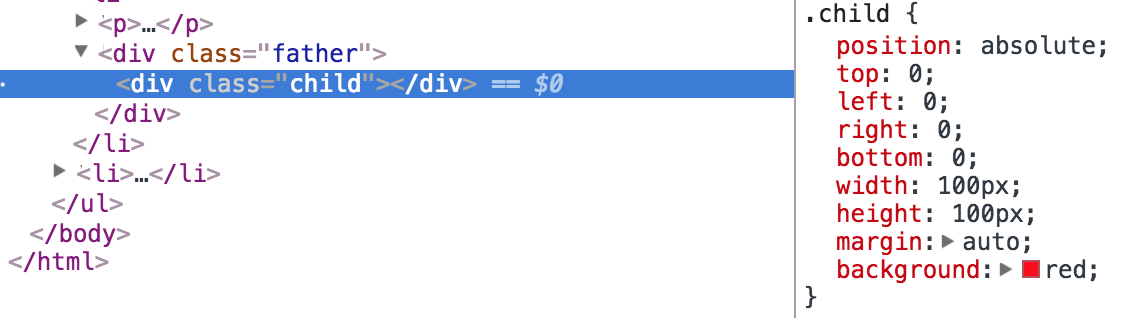 <p>…</p>
<div class="father">
<div class="child"></div> == $0
</div>
</li>
<li>…</li>
</ul>
</body>
</html>
.child {
position: absolute;
top: 0;
left: 0;
right: 0;
bottom: 0;
width: 100px;
height: 100px;
margin: auto;
background: red;
}